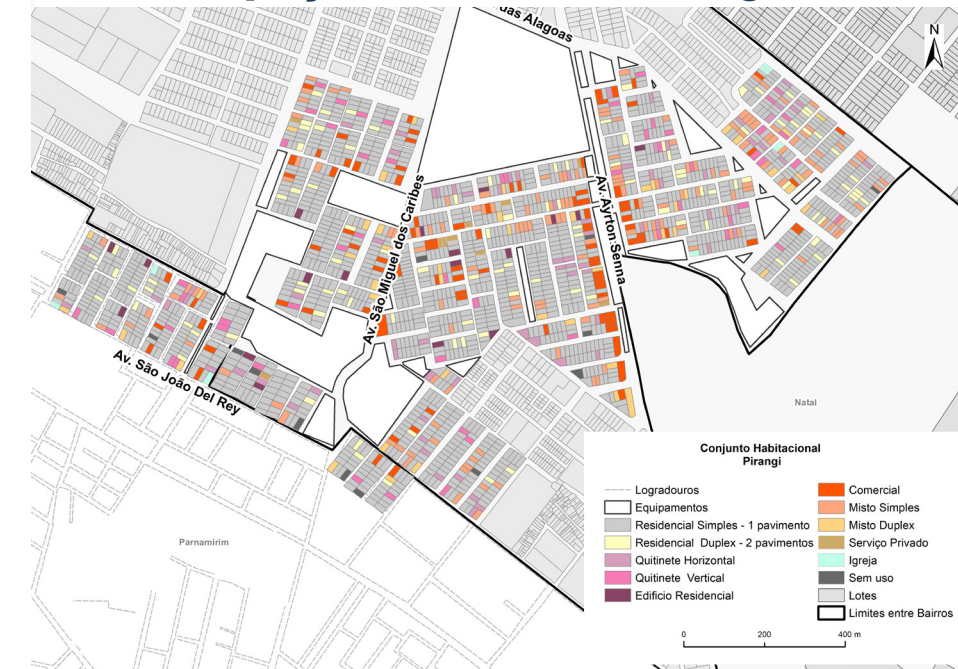 das Alagoas
N
Av. São Miguel dos Caribes
Av. Ayrton Senna
Av. São João Del Rey
Natal
Parnamirim
Conjunto Habitacional
Pirangi
Logradouros
Equipamentos
Residencial Simples - 1 pavimento
Residencial Duplex - 2 pavimentos
Quitinete Horizontal
Quitinete Vertical
Edificio Residencial
Comercial
Misto Simples
Misto Duplex
Serviço Privado
Igreja
Sem uso
Lotes
Limites entre Bairros
0 200 400 m